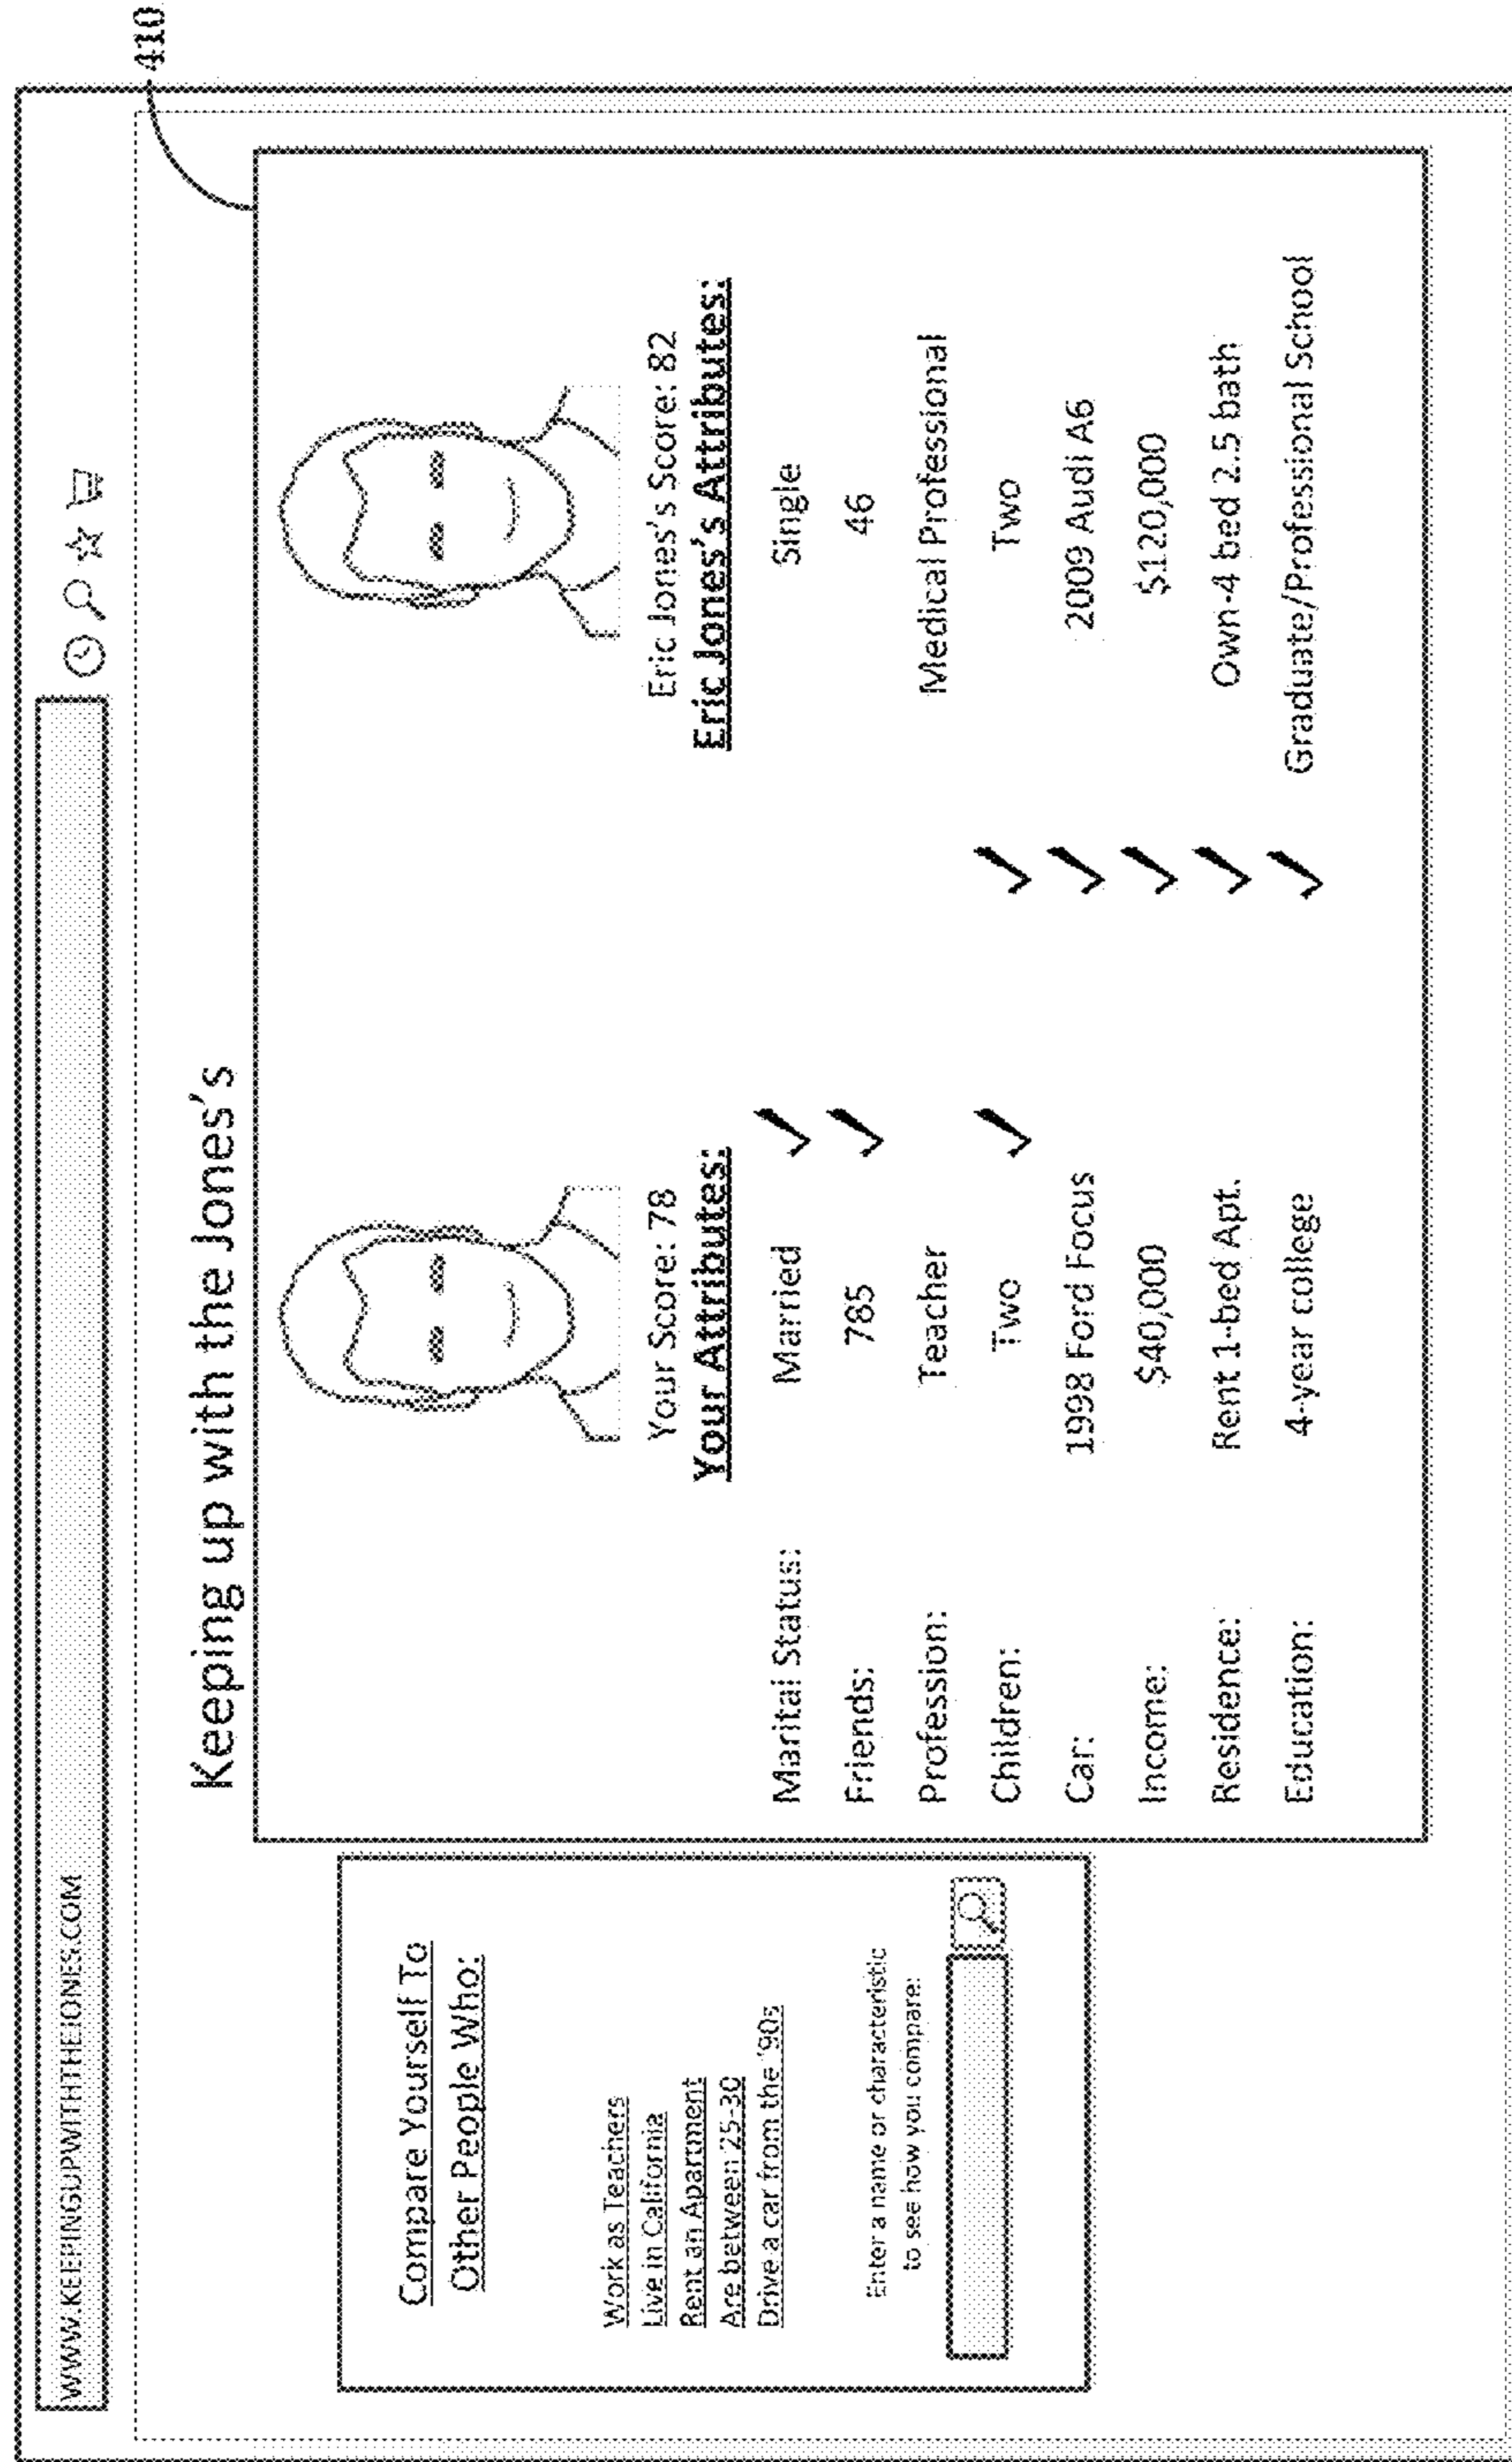 410
WWW.KEEPINGUPWITHTHEJONES.COM
Keeping up with the Jones's
Compare Yourself To
Other People Who:
Work as Teachers
Live in California
Rent an Apartment
Are between 25-30
Drive a car from the '90s
Enter a name or characteristic
to see how you compare:
Your Score: 78 Eric Jones's Score: 82
Your Attributes: Eric Jones's Attributes:
Marital Status: Married ✓ Single
Friends: 785 ✓ 46
Profession: Teacher Medical Professional
Children: Two ✓ ✓ Two
Car: 1998 Ford Focus ✓ 2009 Audi A6
Income: $40,000 ✓ $120,000
Residence: Rent 1-bed Apt. ✓ Own-4 bed 2.5 bath
Education: 4-year college ✓ Graduate/Professional School